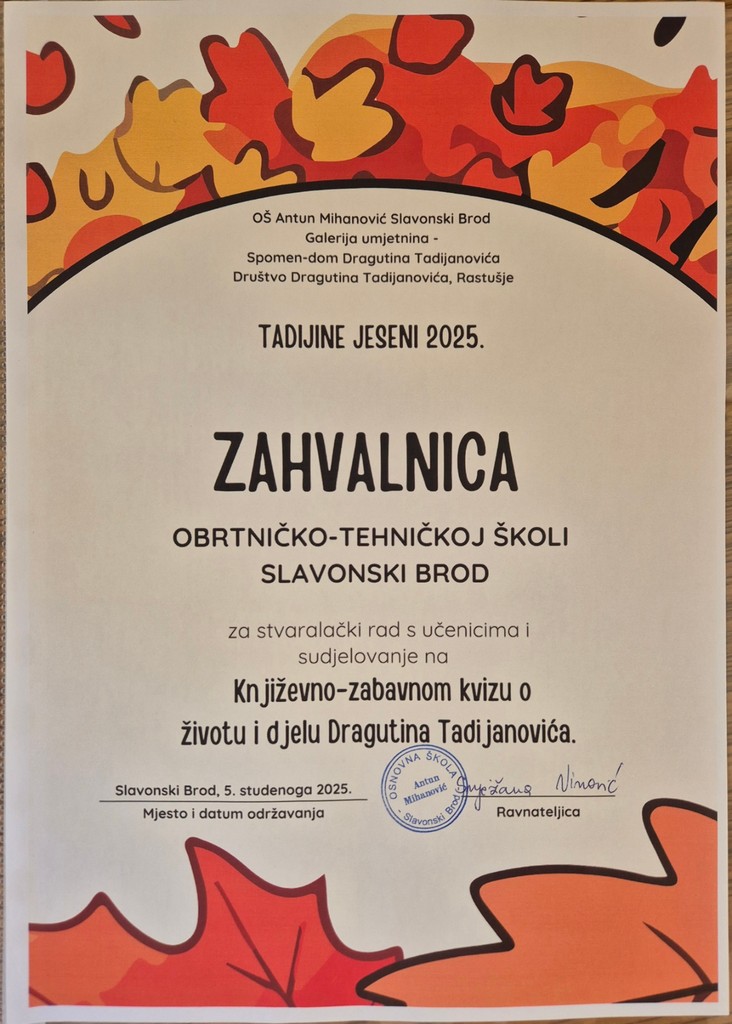 OŠ Antun Mihanović Slavonski Brod
Galerija umjetnina -
Spomen-dom Dragutina Tadijanovića
Društvo Dragutina Tadijanovića, Rastušje
TADIJINE JESENI 2025.
ZAHVALNICA
OBRTNIČKO-TEHNIČKOJ ŠKOLI
SLAVONSKI BROD
za stvaralački rad s učenicima i
sudjelovanje na
Književno-zabavnom kvizu o
životu i djelu Dragutina Tadijanovića.
OSNOVNA ŠKOLA
Antun
Mihanović
- Slavonski Brod
Snježana Ninović
Slavonski Brod, 5. studenoga 2025.
Mjesto i datum održavanja
Ravnateljica